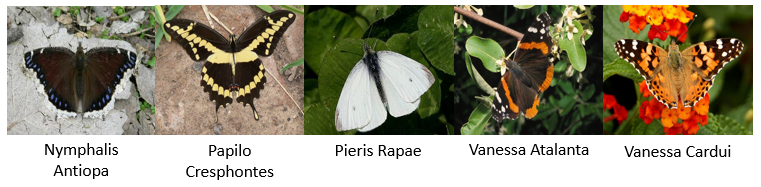 Nymphalis
Antiopa
Papilo
Cresphontes
Pieris Rapae
Vanessa Atalanta
Vanessa Cardui